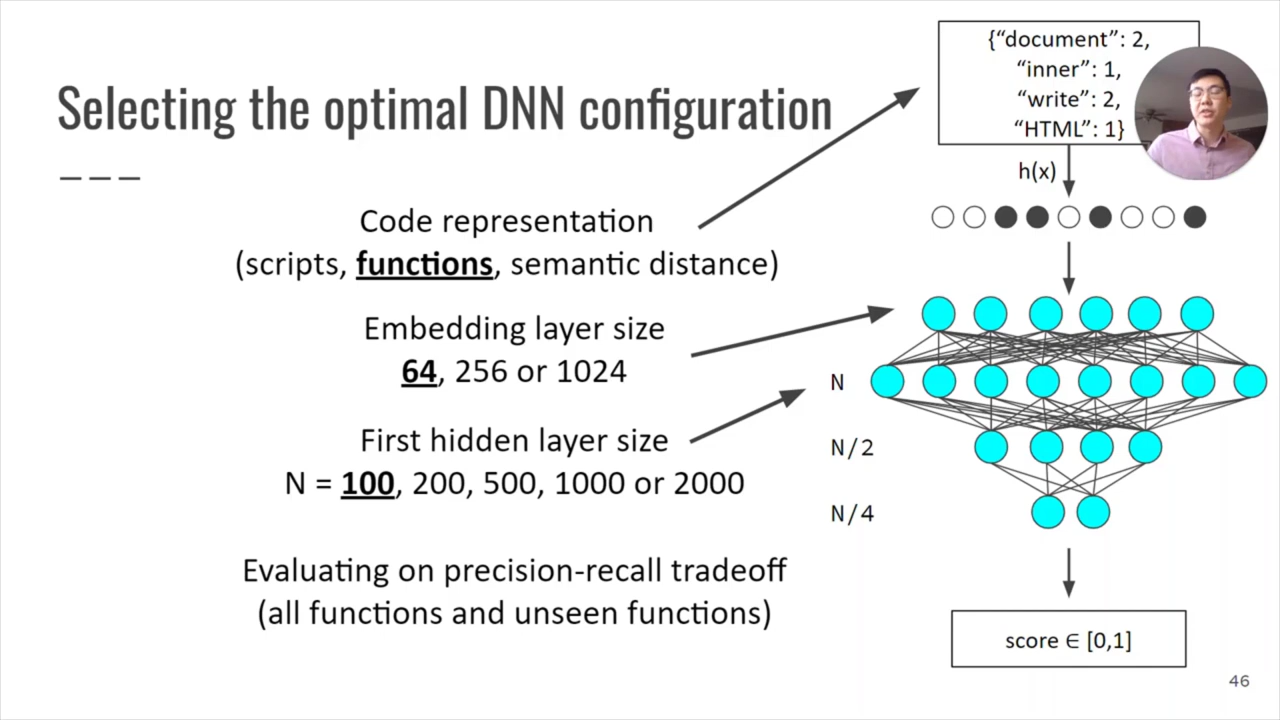 Selecting the optimal DNN configuration
Code representation
(scripts, functions, semantic distance)
Embedding layer size
64, 256 or 1024
First hidden layer size
N = 100, 200, 500, 1000 or 2000
Evaluating on precision-recall tradeoff
(all functions and unseen functions)
{“document”: 2,
“inner”: 1,
“write”: 2,
“HTML”: 1}
h(x)
N
N/2
N/4
score ∈ [0,1]
46